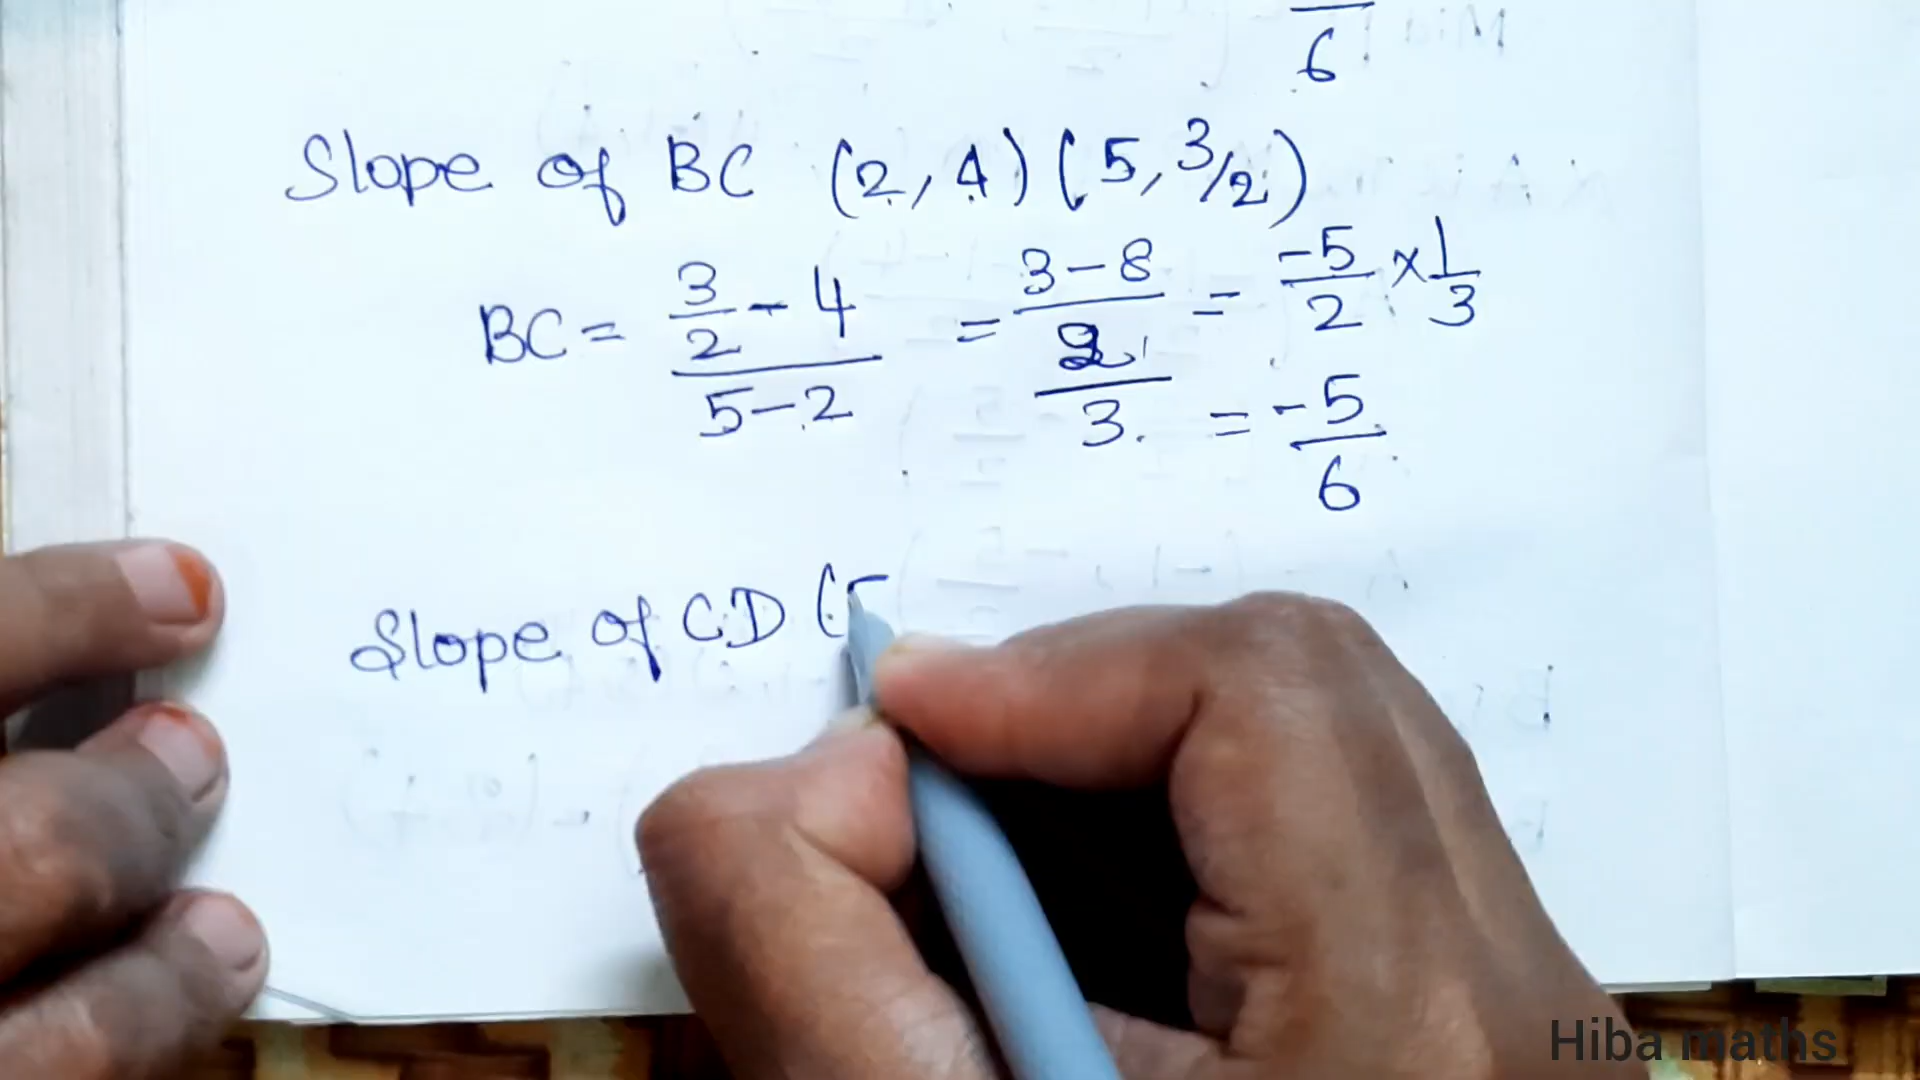 6
Slope of BC (2, 4) (5, 3/2)
BC = (3/2 - 4)/(5 - 2) = ((3 - 8)/2)/3 = -5/2 × 1/3
= -5/6
Slope of CD (5
Hiba maths